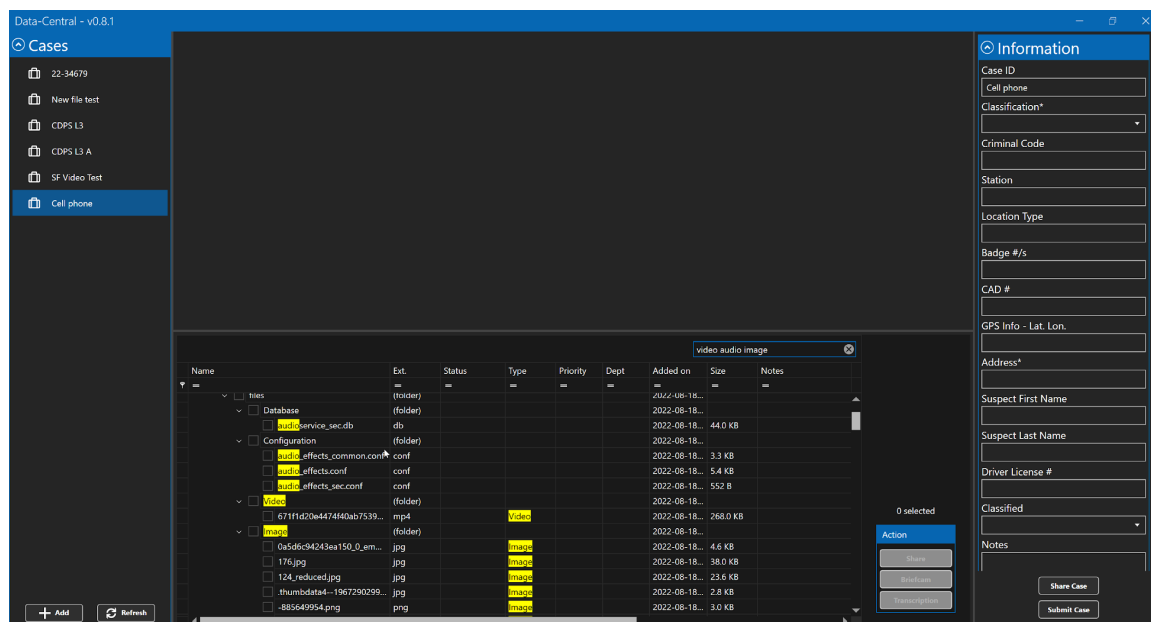 Data-Central - v0.8.1
Cases
22-34679
New file test
CDPS L3
CDPS L3 A
SF Video Test
Cell phone
Add
Refresh
video audio image
Name Ext. Status Type Priority Dept Added on Size Notes
= = = = = = = = =
files (folder) 2022-08-18...
Database (folder) 2022-08-18...
audioservice_sec.db db 2022-08-18... 44.0 KB
Configuration (folder) 2022-08-18...
audio_effects_common.conf conf 2022-08-18... 3.3 KB
audio_effects.conf conf 2022-08-18... 5.4 KB
audio_effects_sec.conf conf 2022-08-18... 552 B
Video (folder) 2022-08-18...
671f1d20e4474f40ab7539... mp4 Video 2022-08-18... 268.0 KB
Image (folder) 2022-08-18...
0a5d6c94243ea150_0_em... jpg Image 2022-08-18... 4.6 KB
176.jpg jpg Image 2022-08-18... 38.0 KB
124_reduced.jpg jpg Image 2022-08-18... 23.6 KB
.thumbdata4--1967290299... jpg Image 2022-08-18... 2.8 KB
-885649954.png png Image 2022-08-18... 3.0 KB
0 selected
Action
Share
Briefcam
Transcription
Information
Case ID
Cell phone
Classification*
Criminal Code
Station
Location Type
Badge #/s
CAD #
GPS Info - Lat. Lon.
Address*
Suspect First Name
Suspect Last Name
Driver License #
Classified
Notes
Share Case
Submit Case